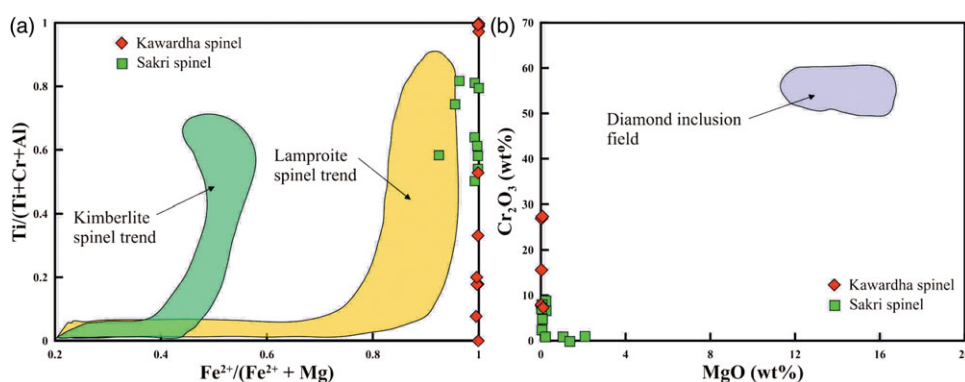 (a)
Kawardha spinel
Sakri spinel
Lamproite
spinel trend
Kimberlite
spinel trend
Ti/(Ti+Cr+Al)
1
0.8
0.6
0.4
0.2
0
0.2 0.4 0.6 0.8 1
Fe²⁺/(Fe²⁺ + Mg)
(b)
Diamond inclusion
field
Kawardha spinel
Sakri spinel
Cr₂O₃ (wt%)
70
60
50
40
30
20
10
0
0 4 8 12 16 20
MgO (wt%)